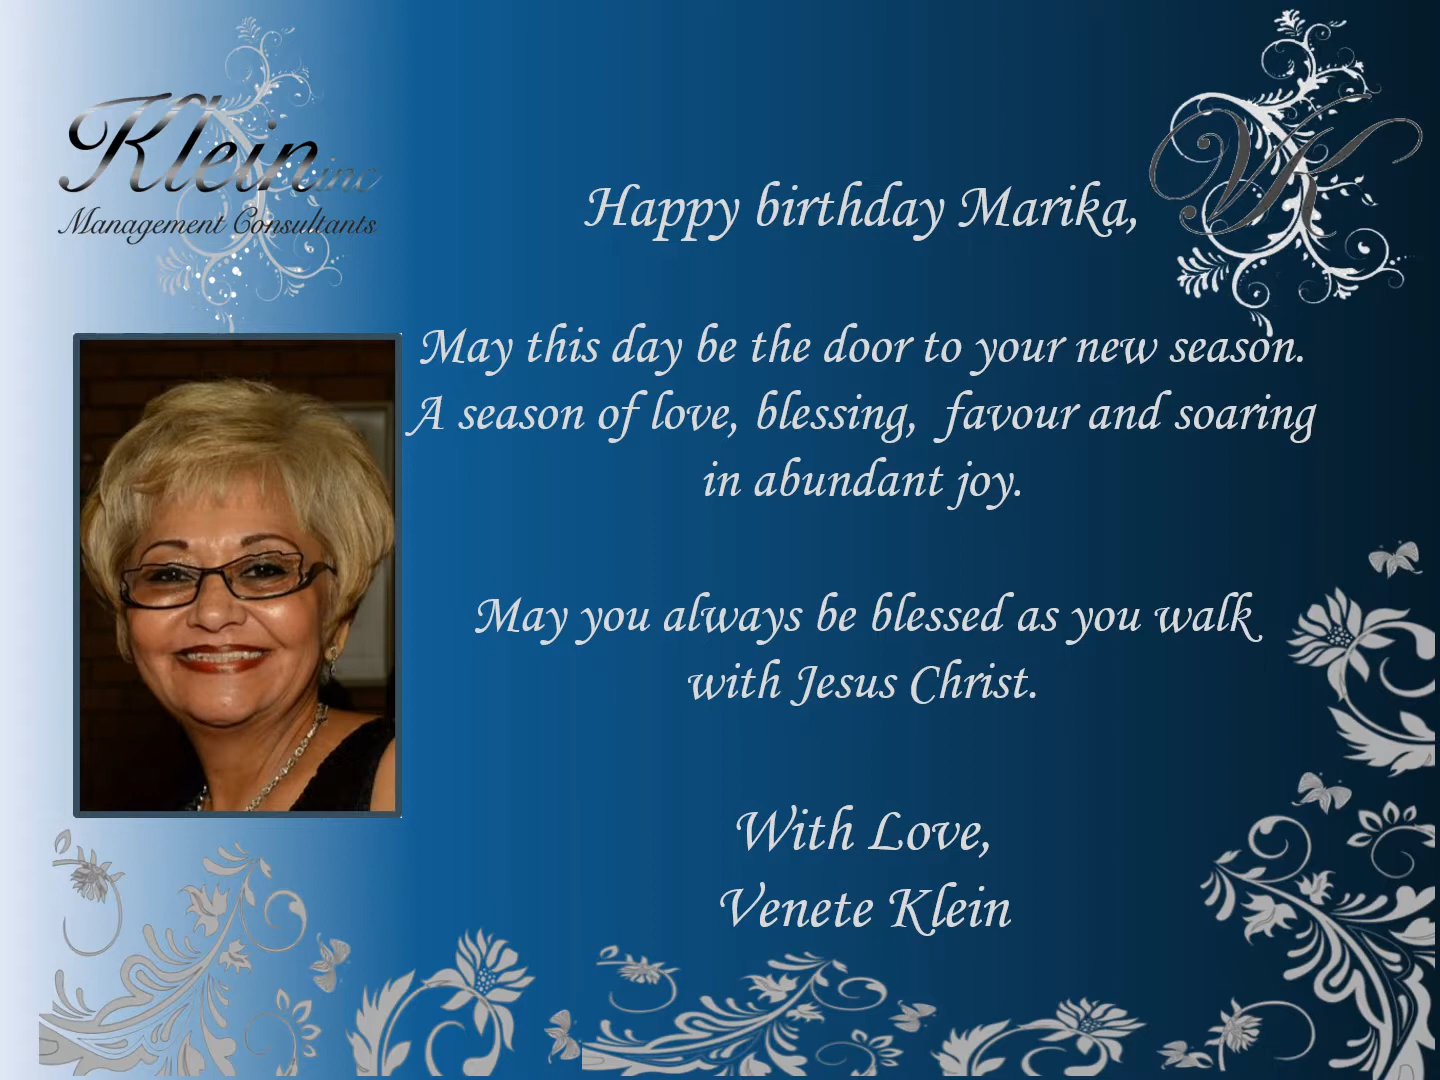 Klein inc
Management Consultants
VK
Happy birthday Marika,
May this day be the door to your new season.
A season of love, blessing, favour and soaring
in abundant joy.
May you always be blessed as you walk
with Jesus Christ.
With Love,
Venete Klein